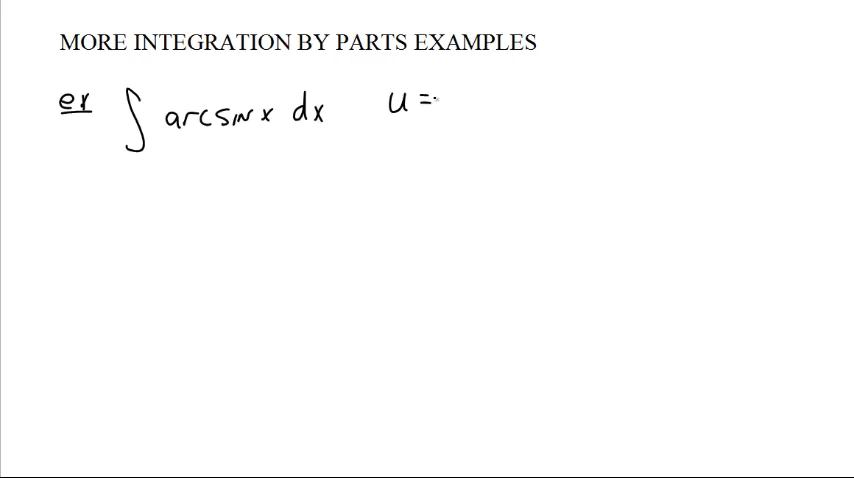 MORE INTEGRATION BY PARTS EXAMPLES
ex ∫ arcsin x dx u =